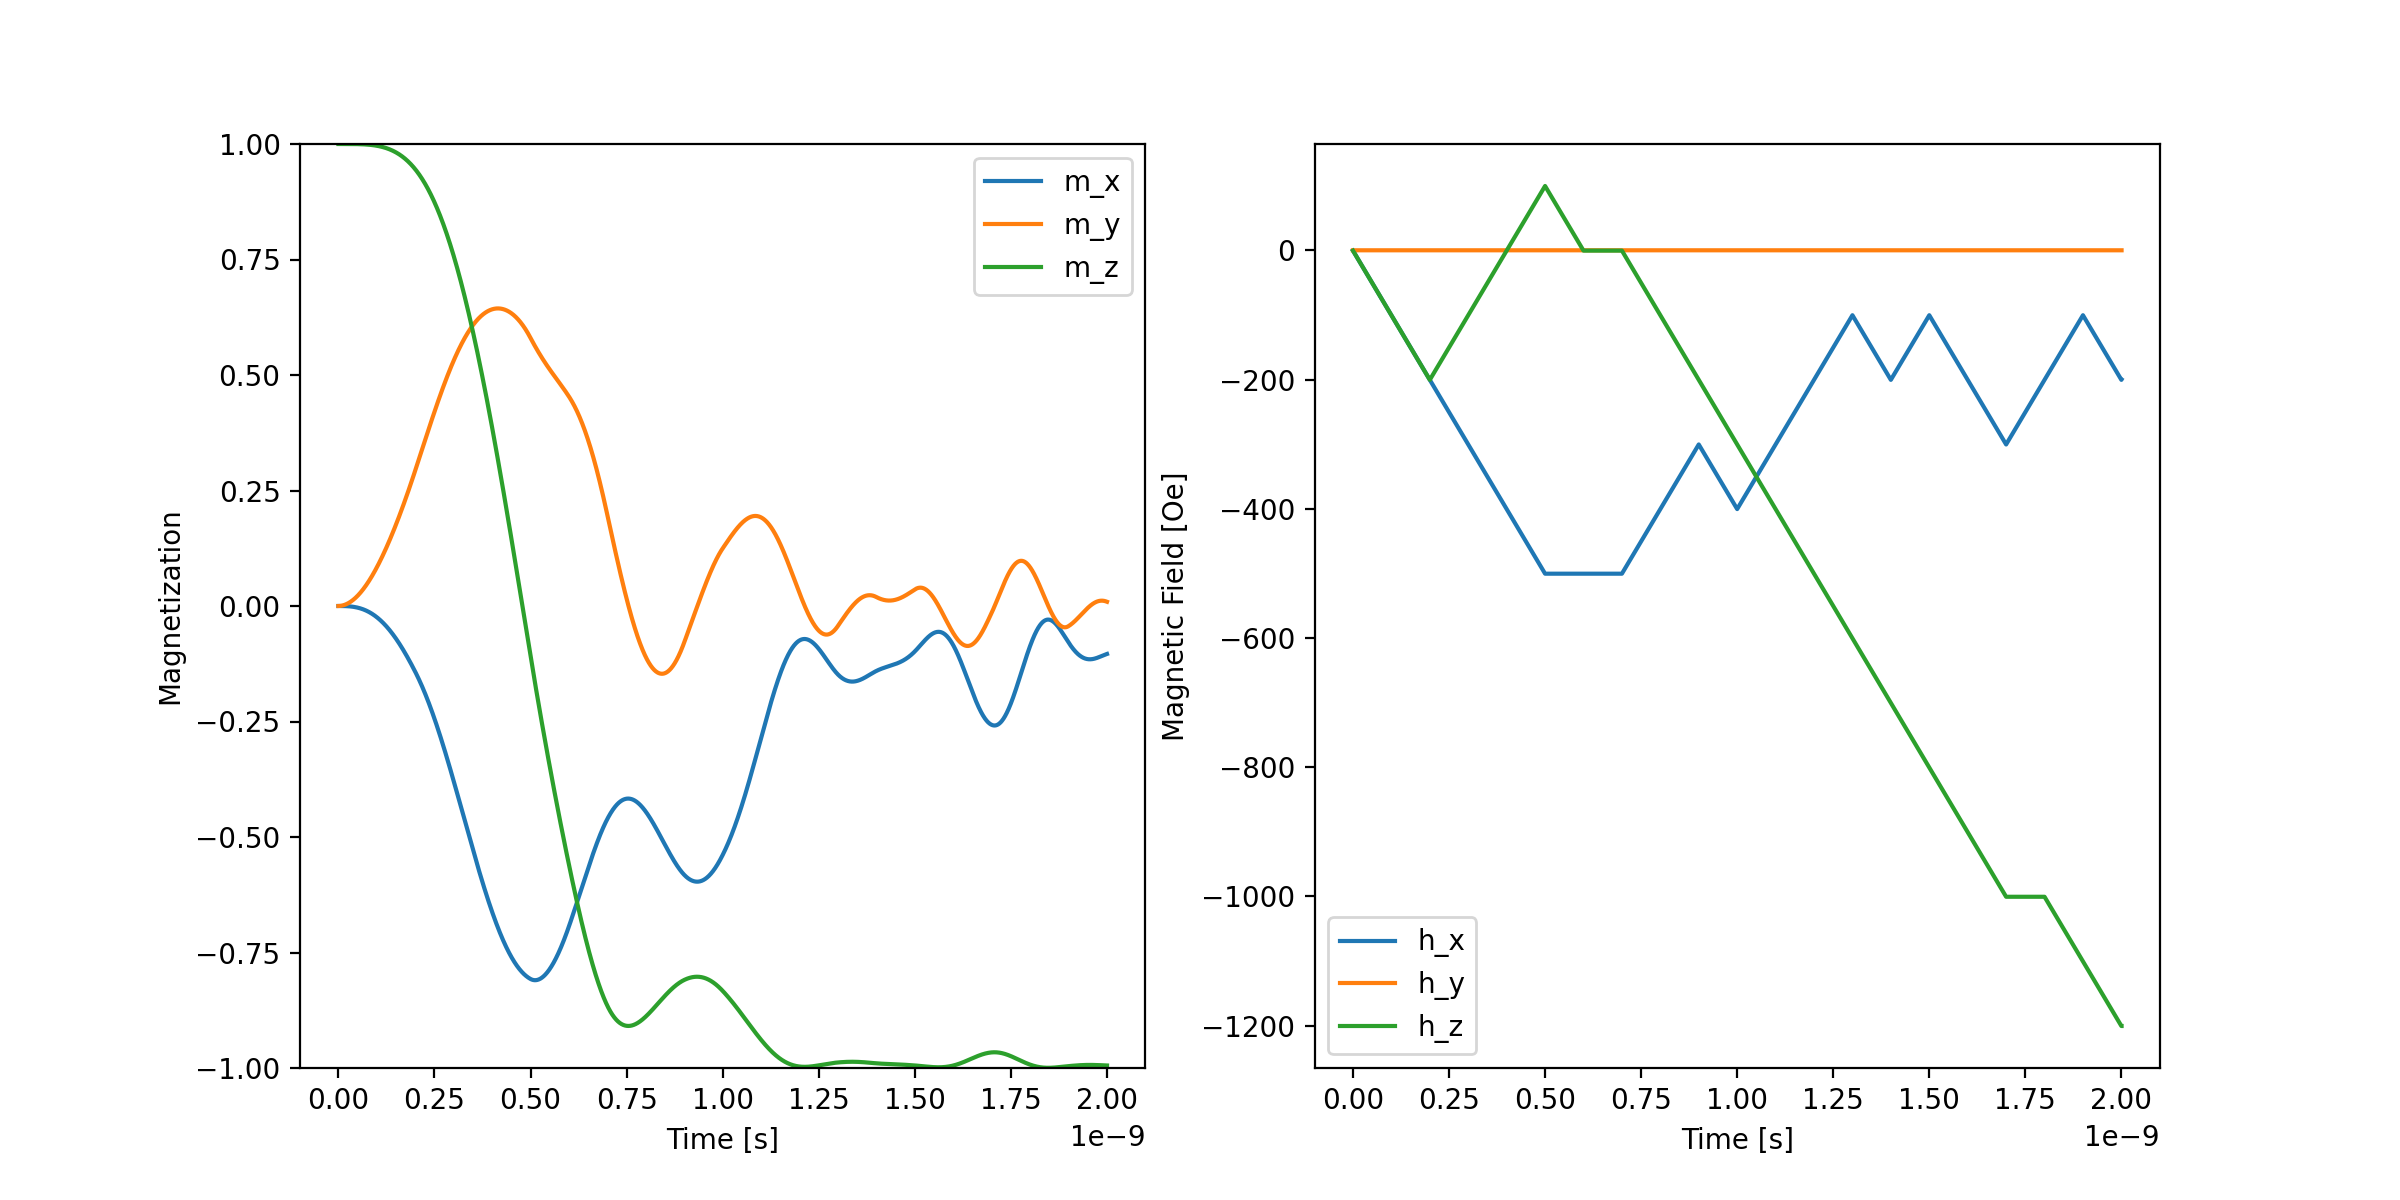 1.00
0.75
0.50
0.25
0.00
−0.25
−0.50
−0.75
−1.00
Magnetization
m_x
m_y
m_z
0.00 0.25 0.50 0.75 1.00 1.25 1.50 1.75 2.00
Time [s]
1e−9
0
−200
−400
−600
−800
−1000
−1200
Magnetic Field [Oe]
h_x
h_y
h_z
0.00 0.25 0.50 0.75 1.00 1.25 1.50 1.75 2.00
Time [s]
1e−9